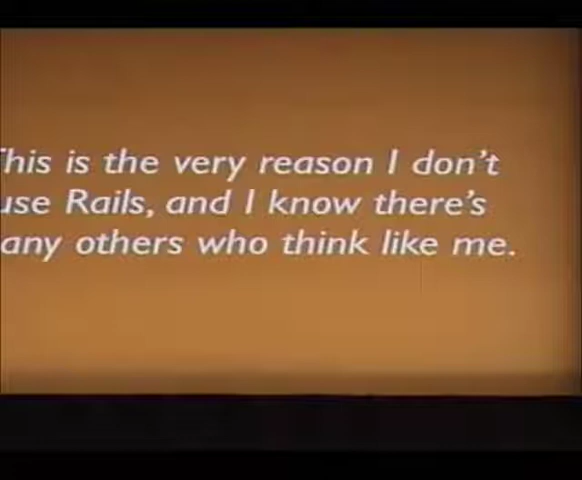 his is the very reason I don't
use Rails, and I know there's
any others who think like me.